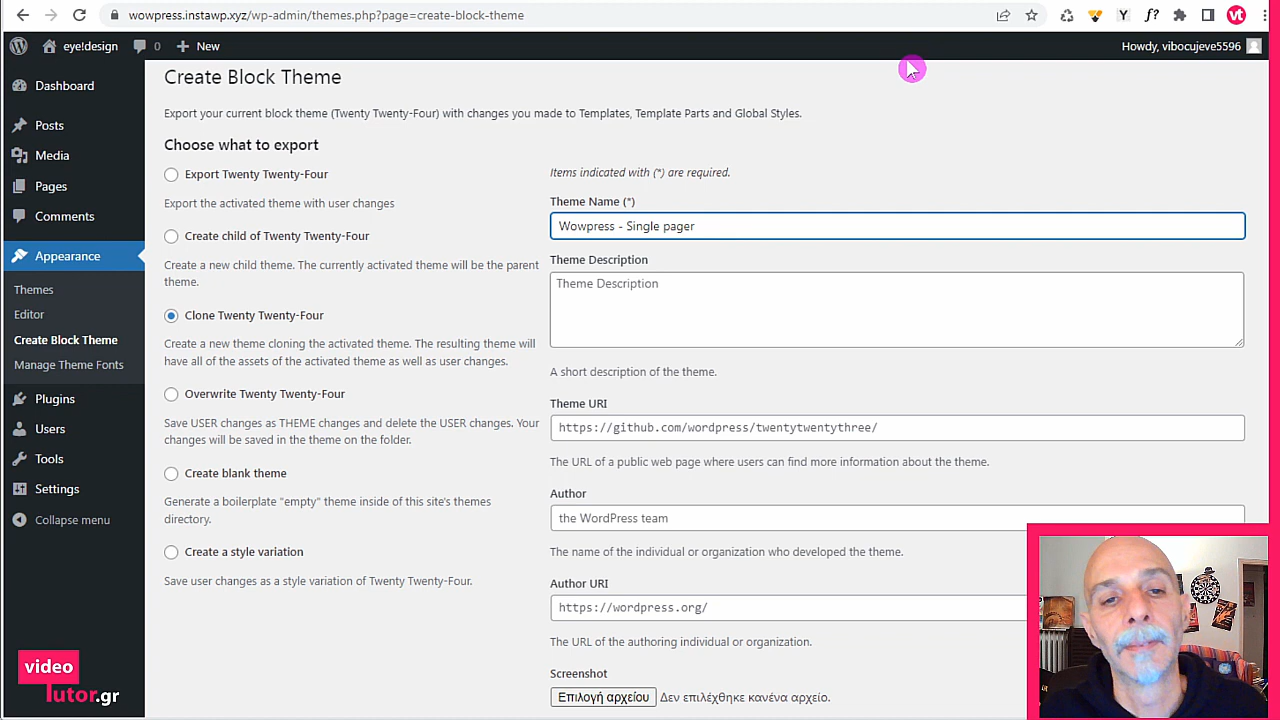 wowpress.instawp.xyz/wp-admin/themes.php?page=create-block-theme
eye!design
0
New
Howdy, vibocujeve5596
Dashboard
Posts
Media
Pages
Comments
Appearance
Themes
Editor
Create Block Theme
Manage Theme Fonts
Plugins
Users
Tools
Settings
Collapse menu
Create Block Theme
Export your current block theme (Twenty Twenty-Four) with changes you made to Templates, Template Parts and Global Styles.
Choose what to export
Export Twenty Twenty-Four
Export the activated theme with user changes
Create child of Twenty Twenty-Four
Create a new child theme. The currently activated theme will be the parent
theme.
Clone Twenty Twenty-Four
Create a new theme cloning the activated theme. The resulting theme will
have all of the assets of the activated theme as well as user changes.
Overwrite Twenty Twenty-Four
Save USER changes as THEME changes and delete the USER changes. Your
changes will be saved in the theme on the folder.
Create blank theme
Generate a boilerplate "empty" theme inside of this site's themes
directory.
Create a style variation
Save user changes as a style variation of Twenty Twenty-Four.
Items indicated with (*) are required.
Theme Name (*)
Wowpress - Single pager
Theme Description
Theme Description
A short description of the theme.
Theme URI
https://github.com/wordpress/twentytwentythree/
The URL of a public web page where users can find more information about the theme.
Author
the WordPress team
The name of the individual or organization who developed the theme.
Author URI
https://wordpress.org/
The URL of the authoring individual or organization.
Screenshot
Επιλογή αρχείου Δεν επιλέχθηκε κανένα αρχείο.
video
tutor.gr